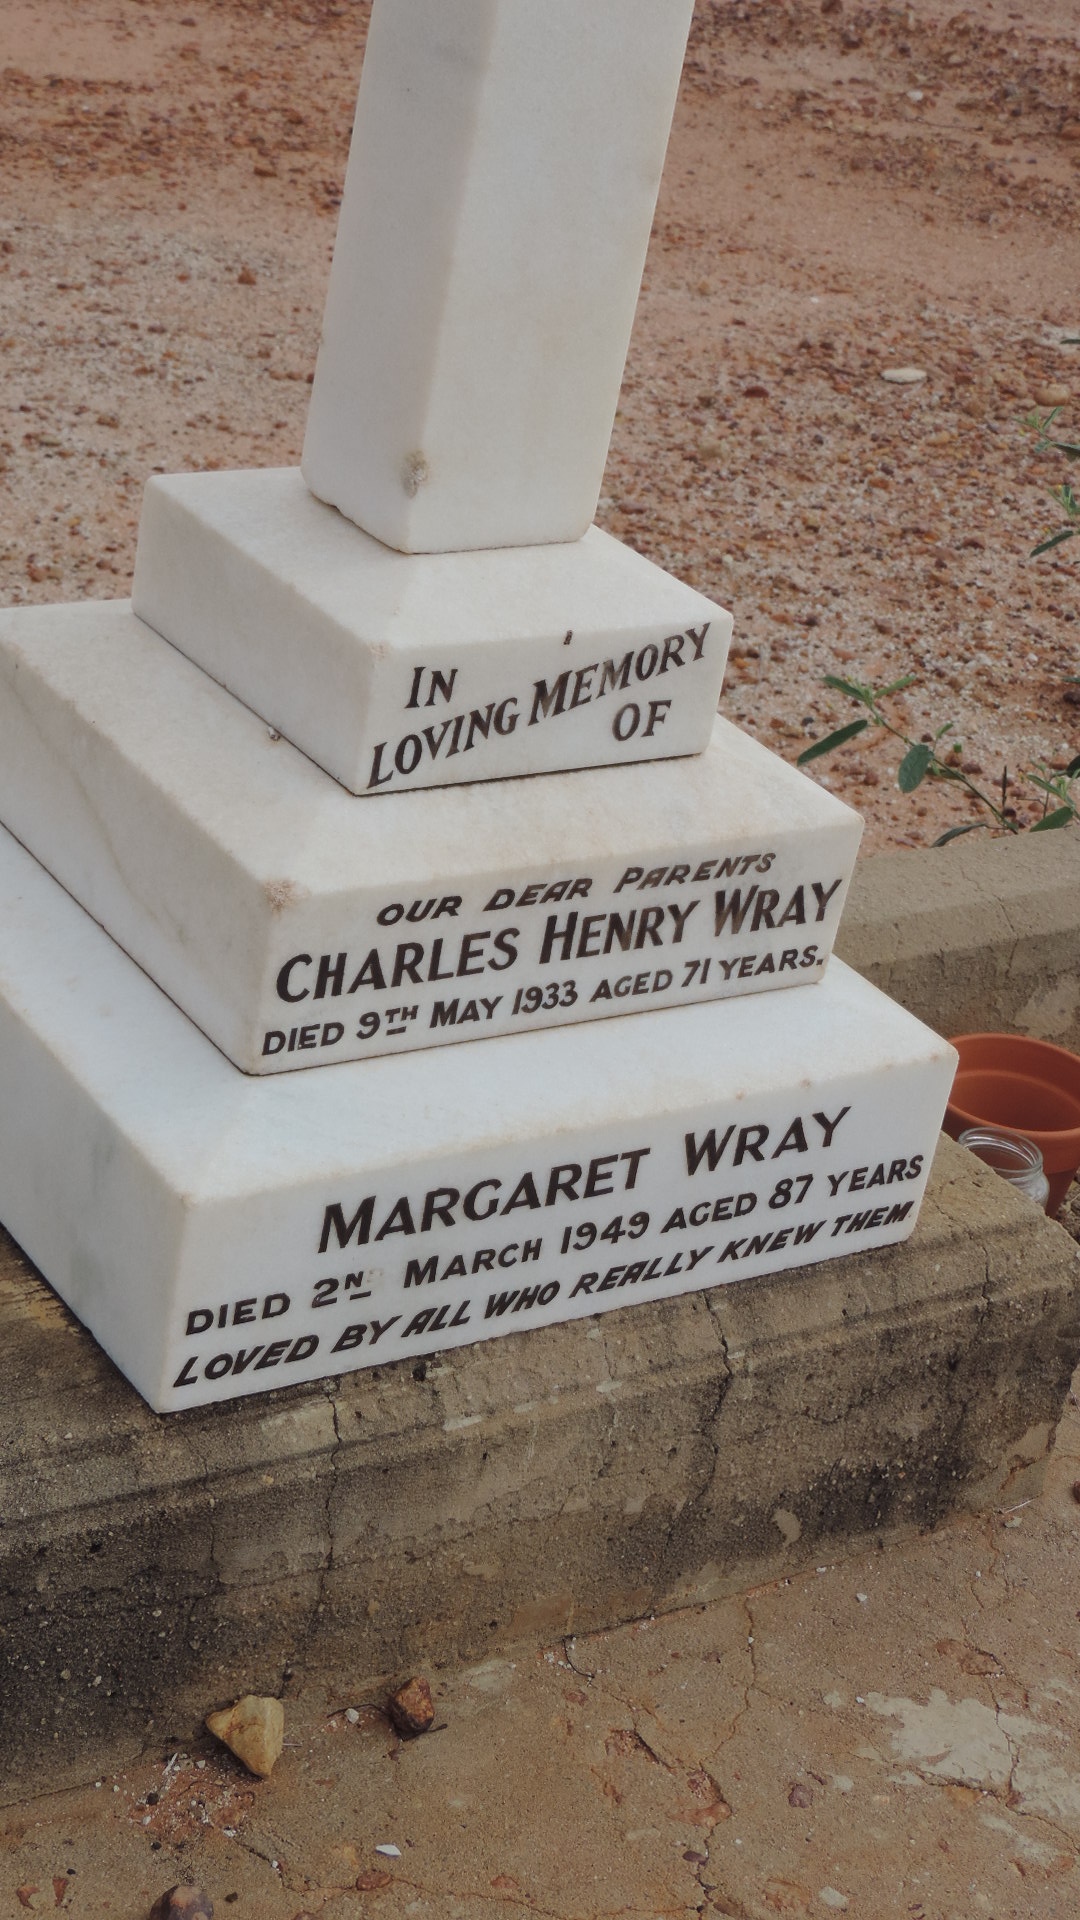 IN
LOVING MEMORY
OF
OUR DEAR PARENTS
CHARLES HENRY WRAY
DIED 9TH MAY 1933 AGED 71 YEARS.
MARGARET WRAY
DIED 2ND MARCH 1949 AGED 87 YEARS
LOVED BY ALL WHO REALLY KNEW THEM